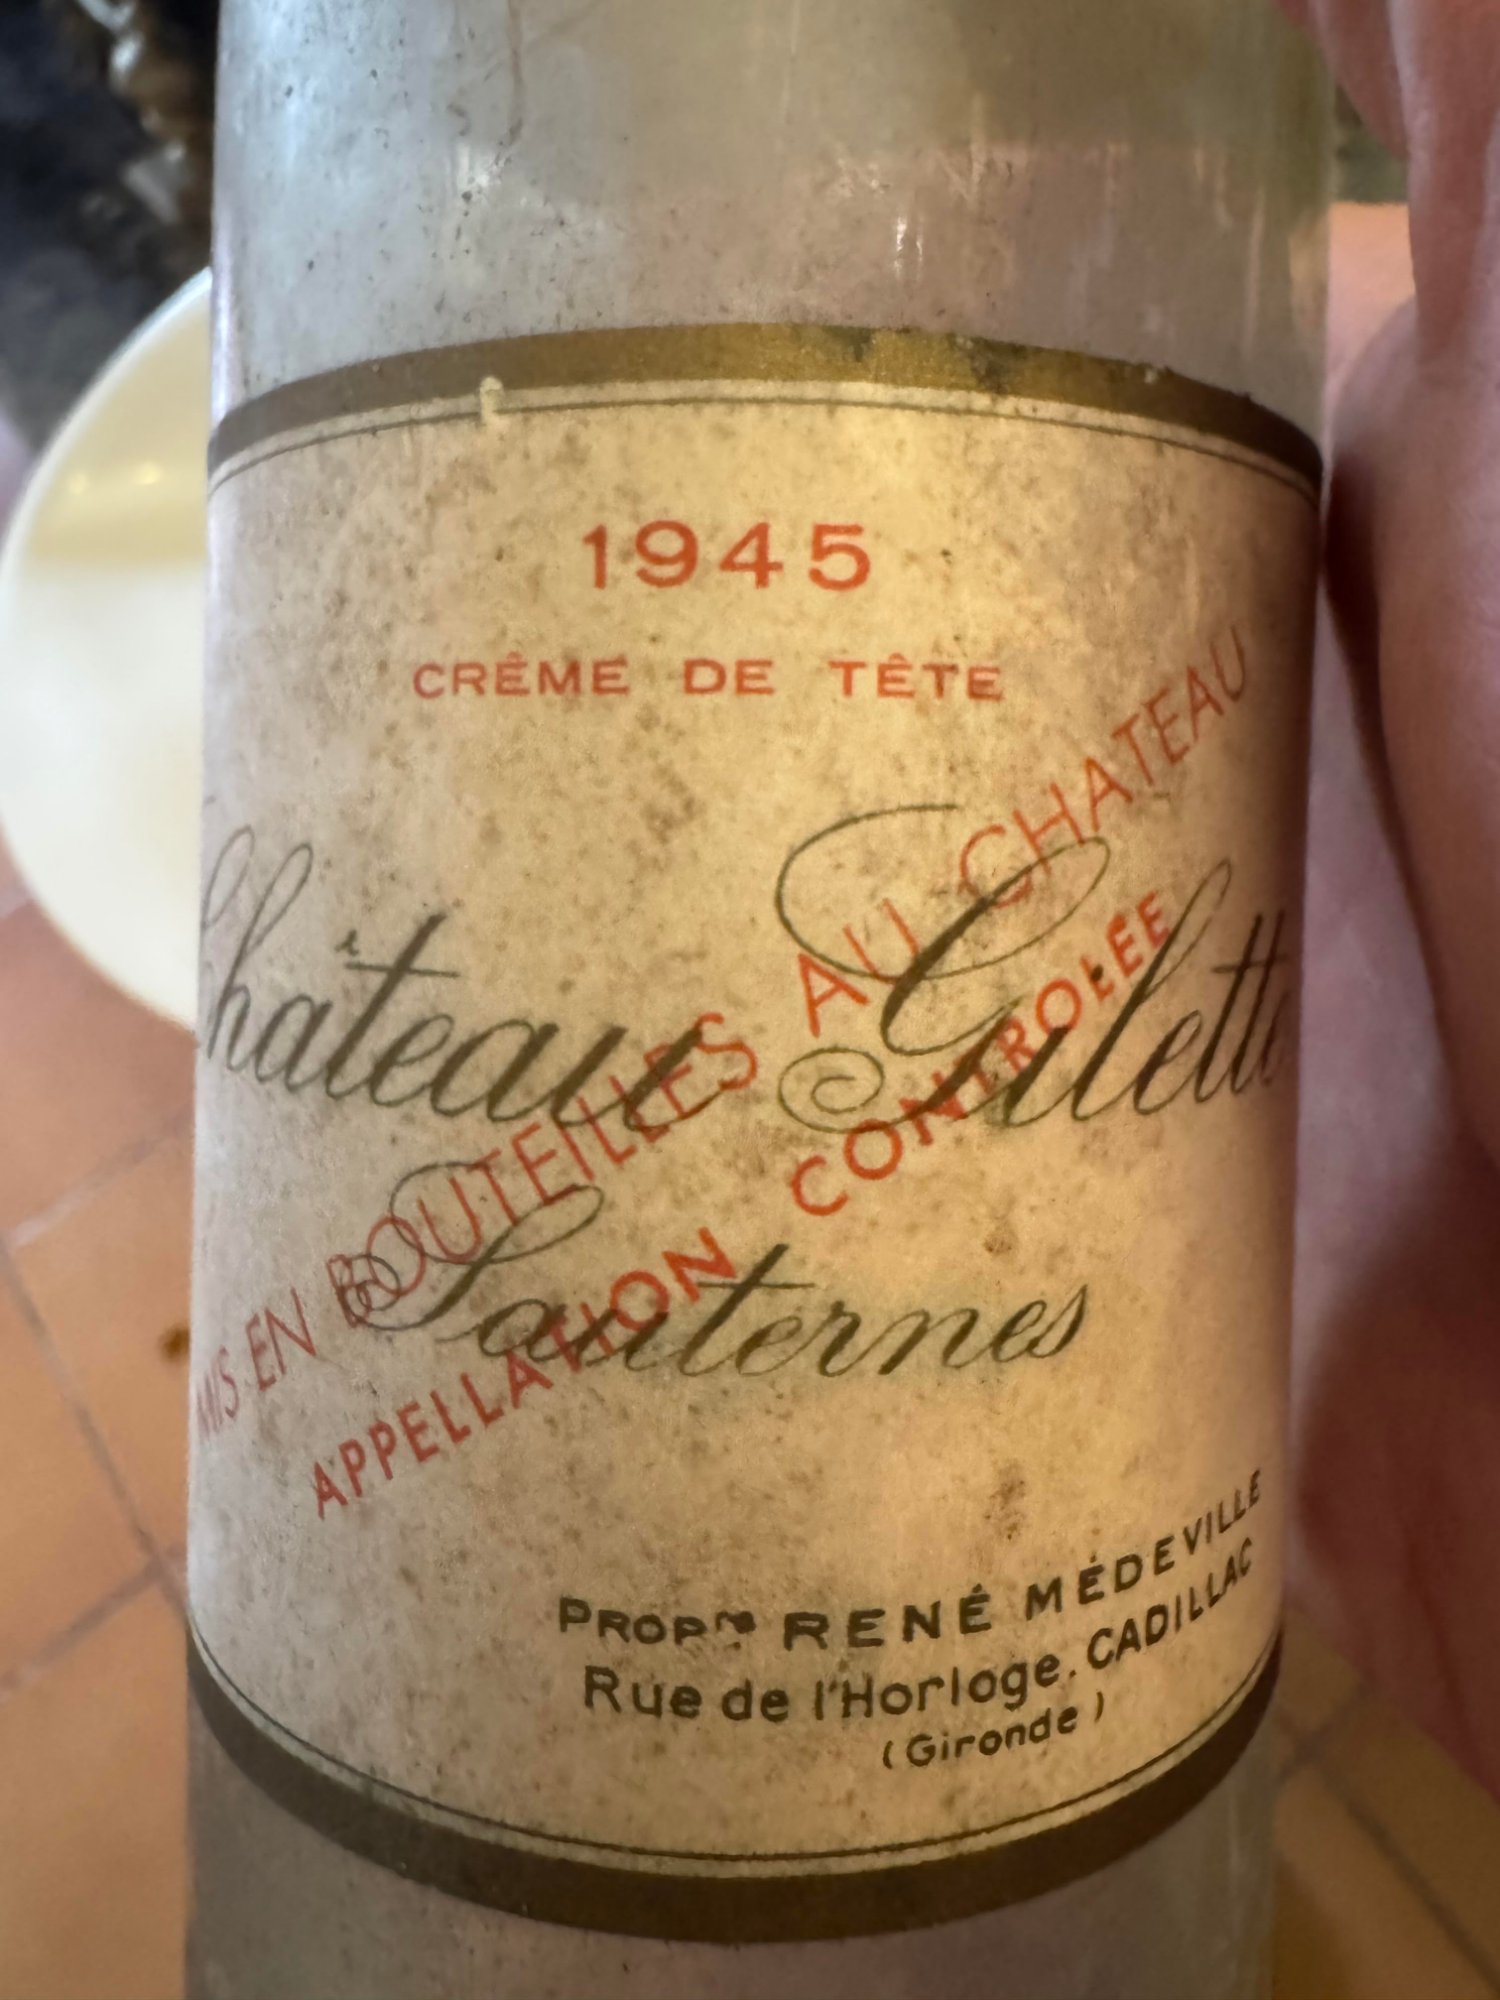 1945
CRÊME DE TÊTE
Château Gilette
Sauternes
MIS EN BOUTEILLES AU CHATEAU
APPELLATION CONTROLÉE
PROPre RENÉ MÉDEVILLE
Rue de l'Horloge. CADILLAC
(Gironde)